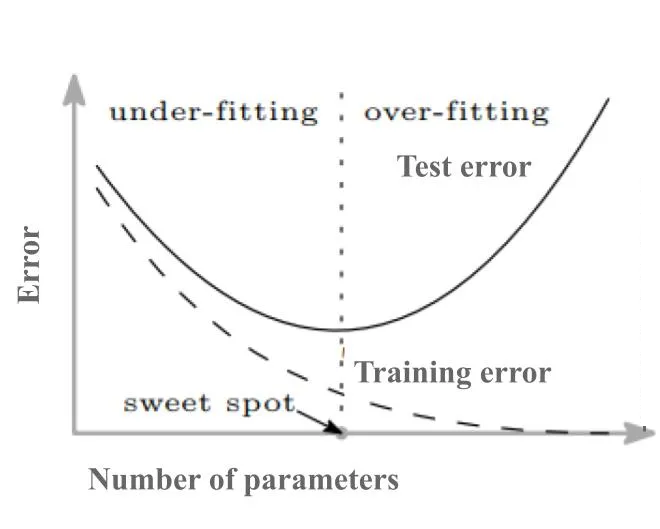 under-fitting
over-fitting
Test error
Error
Training error
sweet spot
Number of parameters